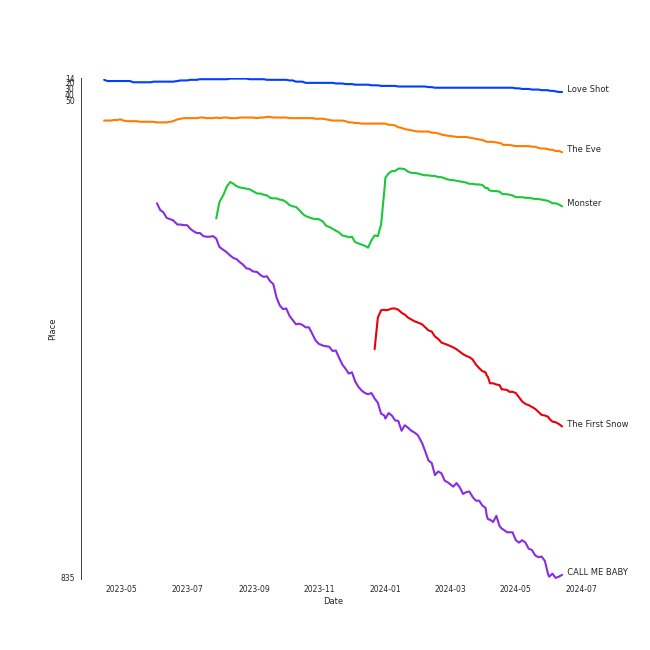 14
20
30
40
50
835
Place
Love Shot
The Eve
Monster
The First Snow
CALL ME BABY
2023-05
2023-07
2023-09
2023-11
2024-01
2024-03
2024-05
2024-07
Date